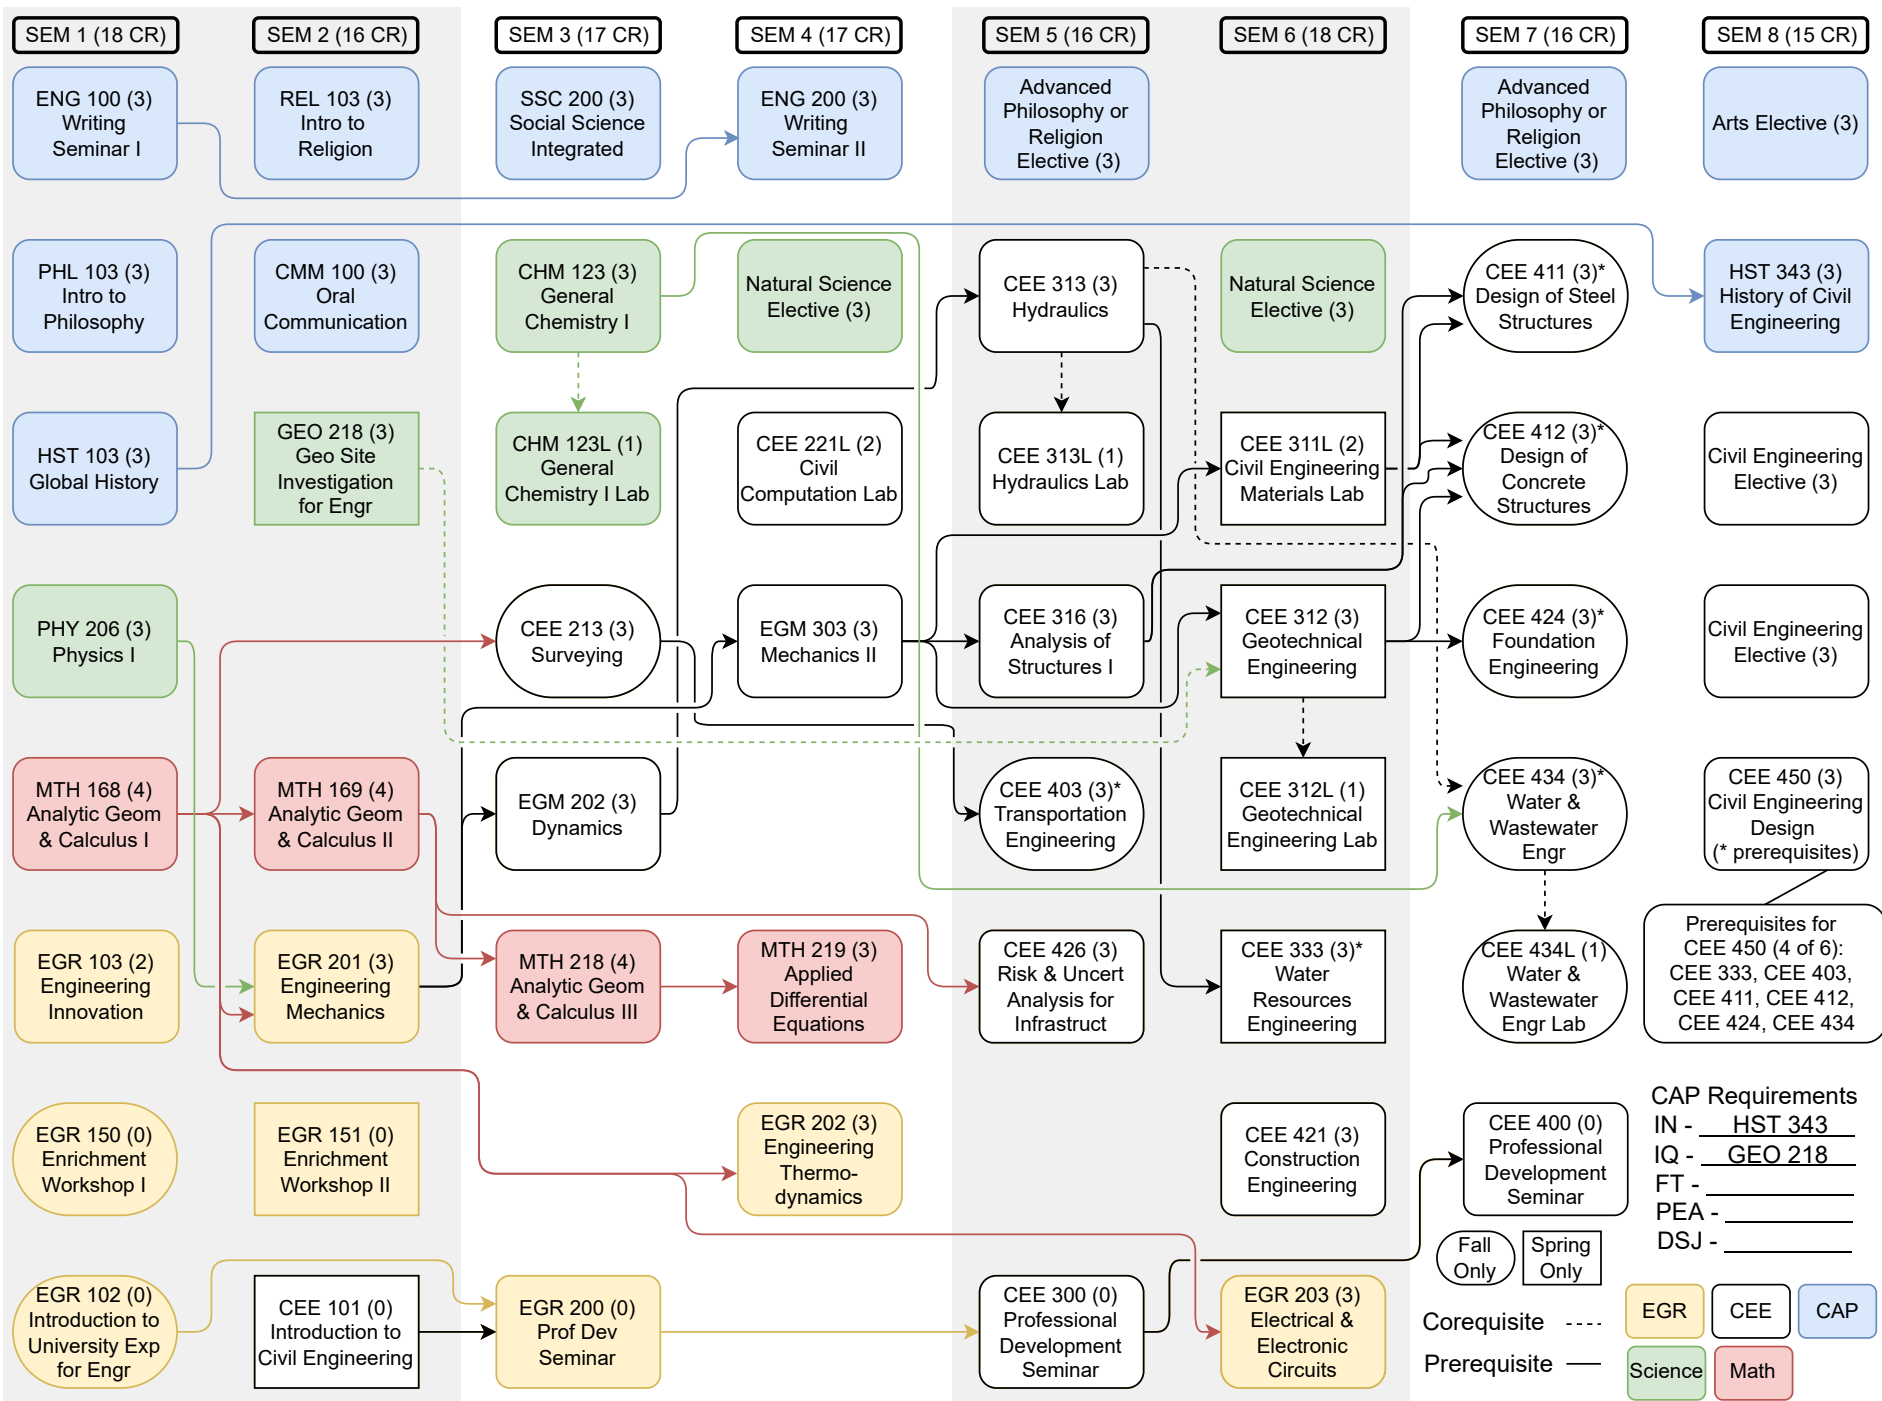 SEM 1 (18 CR)
SEM 2 (16 CR)
SEM 3 (17 CR)
SEM 4 (17 CR)
SEM 5 (16 CR)
SEM 6 (18 CR)
SEM 7 (16 CR)
SEM 8 (15 CR)
ENG 100 (3)
Writing
Seminar I
REL 103 (3)
Intro to
Religion
SSC 200 (3)
Social Science
Integrated
ENG 200 (3)
Writing
Seminar II
Advanced
Philosophy or
Religion
Elective (3)
Advanced
Philosophy or
Religion
Elective (3)
Arts Elective (3)
PHL 103 (3)
Intro to
Philosophy
CMM 100 (3)
Oral
Communication
CHM 123 (3)
General
Chemistry I
Natural Science
Elective (3)
CEE 313 (3)
Hydraulics
Natural Science
Elective (3)
CEE 411 (3)*
Design of Steel
Structures
HST 343 (3)
History of Civil
Engineering
HST 103 (3)
Global History
GEO 218 (3)
Geo Site
Investigation
for Engr
CHM 123L (1)
General
Chemistry I Lab
CEE 221L (2)
Civil
Computation Lab
CEE 313L (1)
Hydraulics Lab
CEE 311L (2)
Civil Engineering
Materials Lab
CEE 412 (3)*
Design of
Concrete
Structures
Civil Engineering
Elective (3)
PHY 206 (3)
Physics I
CEE 213 (3)
Surveying
EGM 303 (3)
Mechanics II
CEE 316 (3)
Analysis of
Structures I
CEE 312 (3)
Geotechnical
Engineering
CEE 424 (3)*
Foundation
Engineering
Civil Engineering
Elective (3)
MTH 168 (4)
Analytic Geom
& Calculus I
MTH 169 (4)
Analytic Geom
& Calculus II
EGM 202 (3)
Dynamics
CEE 403 (3)*
Transportation
Engineering
CEE 312L (1)
Geotechnical
Engineering Lab
CEE 434 (3)*
Water &
Wastewater
Engr
CEE 450 (3)
Civil Engineering
Design
(* prerequisites)
EGR 103 (2)
Engineering
Innovation
EGR 201 (3)
Engineering
Mechanics
MTH 218 (4)
Analytic Geom
& Calculus III
MTH 219 (3)
Applied
Differential
Equations
CEE 426 (3)
Risk & Uncert
Analysis for
Infrastruct
CEE 333 (3)*
Water
Resources
Engineering
CEE 434L (1)
Water &
Wastewater
Engr Lab
Prerequisites for
CEE 450 (4 of 6):
CEE 333, CEE 403,
CEE 411, CEE 412,
CEE 424, CEE 434
EGR 150 (0)
Enrichment
Workshop I
EGR 151 (0)
Enrichment
Workshop II
EGR 202 (3)
Engineering
Thermo-
dynamics
CEE 421 (3)
Construction
Engineering
CEE 400 (0)
Professional
Development
Seminar
CAP Requirements
IN - HST 343
IQ - GEO 218
FT -
PEA -
DSJ -
EGR 102 (0)
Introduction to
University Exp
for Engr
CEE 101 (0)
Introduction to
Civil Engineering
EGR 200 (0)
Prof Dev
Seminar
CEE 300 (0)
Professional
Development
Seminar
EGR 203 (3)
Electrical &
Electronic
Circuits
Fall
Only
Spring
Only
Corequisite
Prerequisite
EGR
CEE
CAP
Science
Math